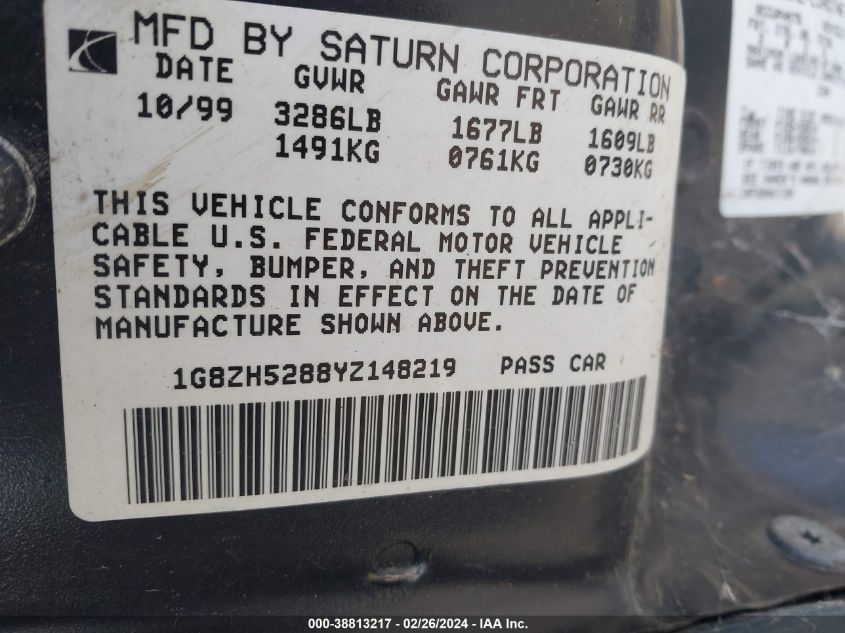 MFD BY SATURN CORPORATION
DATE GVWR GAWR FRT GAWR RR
10/99 3286LB 1677LB 1609LB
1491KG 0761KG 0730KG
THIS VEHICLE CONFORMS TO ALL APPLI-
CABLE U.S. FEDERAL MOTOR VEHICLE
SAFETY, BUMPER, AND THEFT PREVENTION
STANDARDS IN EFFECT ON THE DATE OF
MANUFACTURE SHOWN ABOVE.
1G8ZH5288YZ148219 PASS CAR
000-38813217 - 02/26/2024 - IAA Inc.